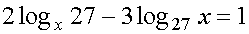 2 log_x 27 − 3 log_27 x = 1